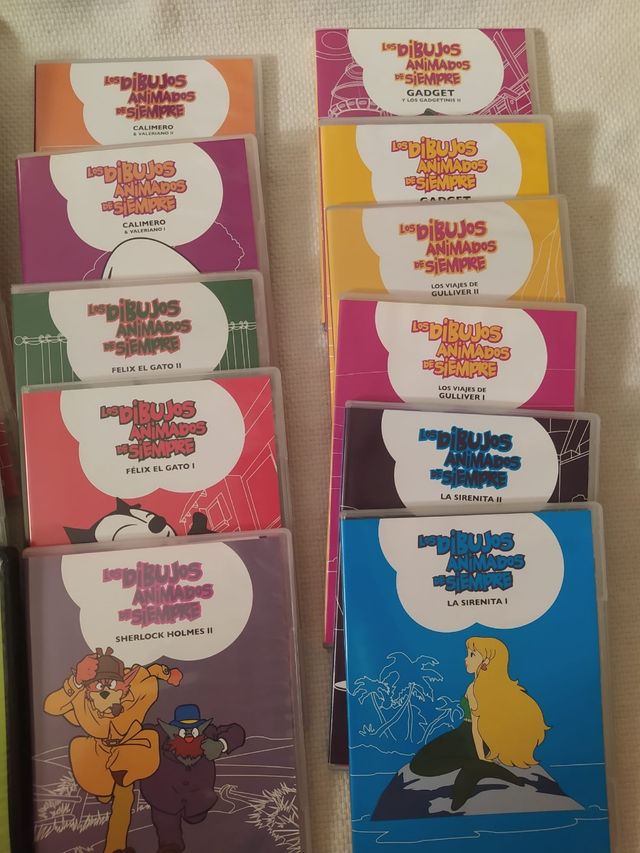 LOS DIBUJOS
ANIMADOS
DE SIEMPRE
CALIMERO
& VALERIANO II
LOS DIBUJOS
ANIMADOS
DE SIEMPRE
CALIMERO
& VALERIANO I
LOS DIBUJOS
ANIMADOS
DE SIEMPRE
FELIX EL GATO II
LOS DIBUJOS
ANIMADOS
DE SIEMPRE
FÉLIX EL GATO I
LOS DIBUJOS
ANIMADOS
DE SIEMPRE
SHERLOCK HOLMES II
LOS DIBUJOS
ANIMADOS
DE SIEMPRE
GADGET
Y LOS GADGETINIS II
LOS DIBUJOS
ANIMADOS
DE SIEMPRE
GADGET
LOS DIBUJOS
ANIMADOS
DE SIEMPRE
LOS VIAJES DE
GULLIVER II
LOS DIBUJOS
ANIMADOS
DE SIEMPRE
LOS VIAJES DE
GULLIVER I
LOS DIBUJOS
ANIMADOS
DE SIEMPRE
LA SIRENITA II
LOS DIBUJOS
ANIMADOS
DE SIEMPRE
LA SIRENITA I